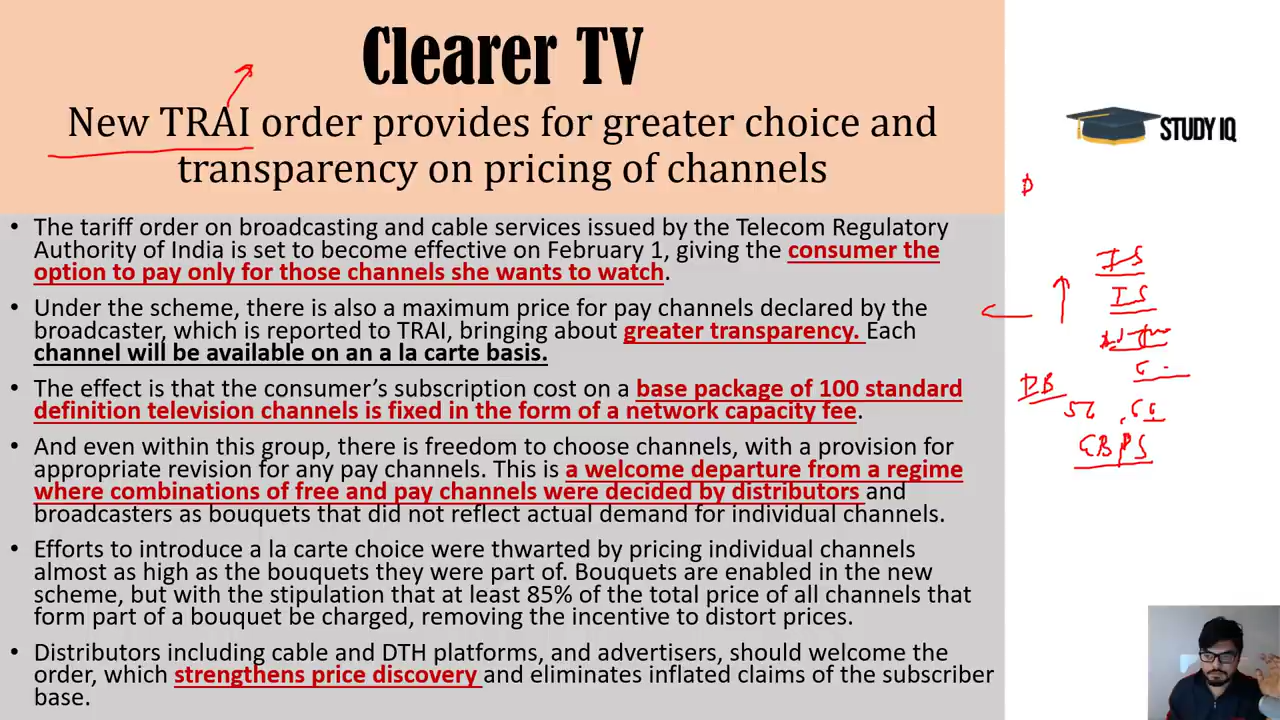 Clearer TV
New TRAI order provides for greater choice and
transparency on pricing of channels
STUDY IQ
• The tariff order on broadcasting and cable services issued by the Telecom Regulatory
Authority of India is set to become effective on February 1, giving the consumer the
option to pay only for those channels she wants to watch.
• Under the scheme, there is also a maximum price for pay channels declared by the
broadcaster, which is reported to TRAI, bringing about greater transparency. Each
channel will be available on an a la carte basis.
• The effect is that the consumer’s subscription cost on a base package of 100 standard
definition television channels is fixed in the form of a network capacity fee.
• And even within this group, there is freedom to choose channels, with a provision for
appropriate revision for any pay channels. This is a welcome departure from a regime
where combinations of free and pay channels were decided by distributors and
broadcasters as bouquets that did not reflect actual demand for individual channels.
• Efforts to introduce a la carte choice were thwarted by pricing individual channels
almost as high as the bouquets they were part of. Bouquets are enabled in the new
scheme, but with the stipulation that at least 85% of the total price of all channels that
form part of a bouquet be charged, removing the incentive to distort prices.
• Distributors including cable and DTH platforms, and advertisers, should welcome the
order, which strengthens price discovery and eliminates inflated claims of the subscriber
base.